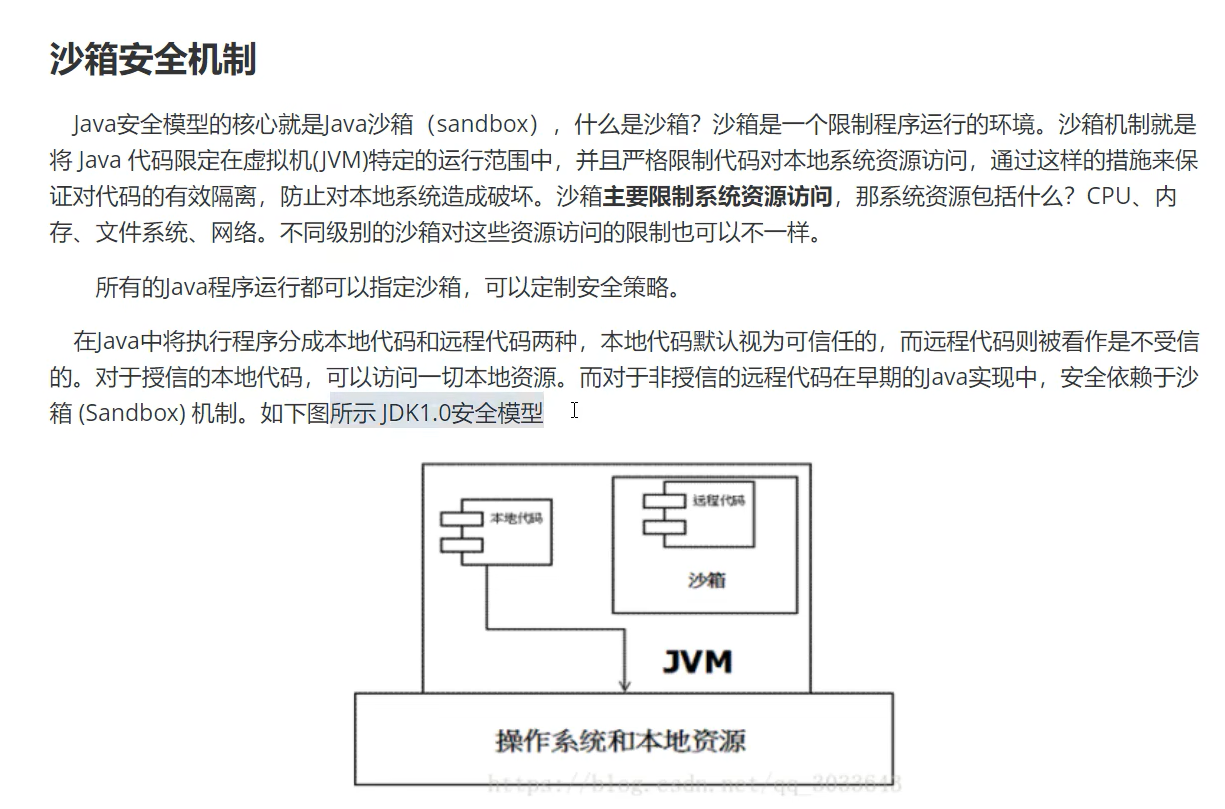 沙箱安全机制
Java安全模型的核心就是Java沙箱（sandbox），什么是沙箱？沙箱是一个限制程序运行的环境。沙箱机制就是
将 Java 代码限定在虚拟机(JVM)特定的运行范围中，并且严格限制代码对本地系统资源访问，通过这样的措施来保
证对代码的有效隔离，防止对本地系统造成破坏。沙箱主要限制系统资源访问，那系统资源包括什么？CPU、内
存、文件系统、网络。不同级别的沙箱对这些资源访问的限制也可以不一样。
所有的Java程序运行都可以指定沙箱，可以定制安全策略。
在Java中将执行程序分成本地代码和远程代码两种，本地代码默认视为可信任的，而远程代码则被看作是不受信
的。对于授信的本地代码，可以访问一切本地资源。而对于非授信的远程代码在早期的Java实现中，安全依赖于沙
箱 (Sandbox) 机制。如下图所示 JDK1.0安全模型
远程代码
本地代码
沙箱
JVM
操作系统和本地资源